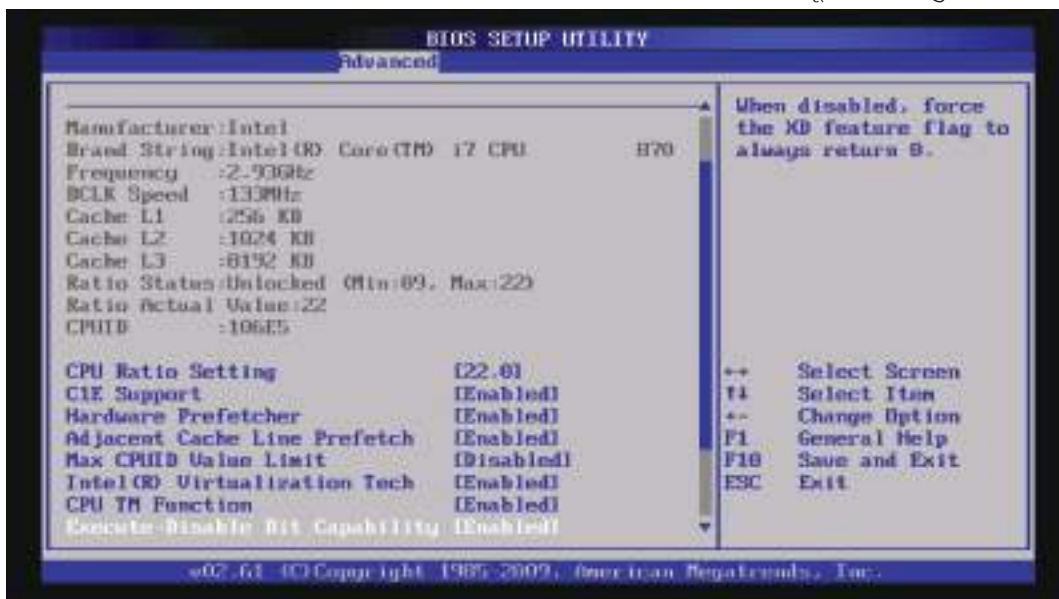 BIOS SETUP UTILITY
Advanced
Manufacturer:Intel
Brand String:Intel(R) Core(TM) i7 CPU 870
Frequency :2.93GHz
BCLK Speed :133MHz
Cache L1 :256 KB
Cache L2 :1024 KB
Cache L3 :8192 KB
Ratio Status:Unlocked (Min:09, Max:22)
Ratio Actual Value:22
CPUID :106E5
CPU Ratio Setting [22.0]
C1E Support [Enabled]
Hardware Prefetcher [Enabled]
Adjacent Cache Line Prefetch [Enabled]
Max CPUID Value Limit [Disabled]
Intel(R) Virtualization Tech [Enabled]
CPU TM Function [Enabled]
Execute-Disable Bit Capability [Enabled]
When disabled, force
the XD feature flag to
always return 0.
←→ Select Screen
↑↓ Select Item
+- Change Option
F1 General Help
F10 Save and Exit
ESC Exit
v02.61 (C)Copyright 1985-2009, American Megatrends, Inc.